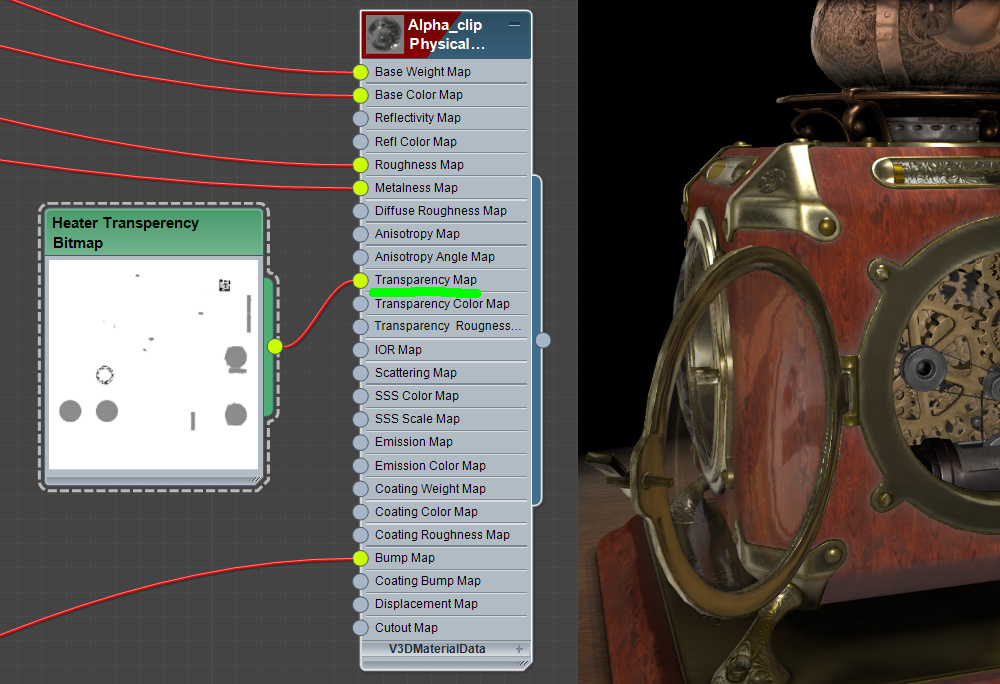 Alpha_clip
Physical...
Base Weight Map
Base Color Map
Reflectivity Map
Refl Color Map
Roughness Map
Metalness Map
Diffuse Roughness Map
Anisotropy Map
Anisotropy Angle Map
Transparency Map
Transparency Color Map
Transparency Rougness...
IOR Map
Scattering Map
SSS Color Map
SSS Scale Map
Emission Map
Emission Color Map
Coating Weight Map
Coating Color Map
Coating Roughness Map
Bump Map
Coating Bump Map
Displacement Map
Cutout Map
V3DMaterialData
Heater Transperency
Bitmap